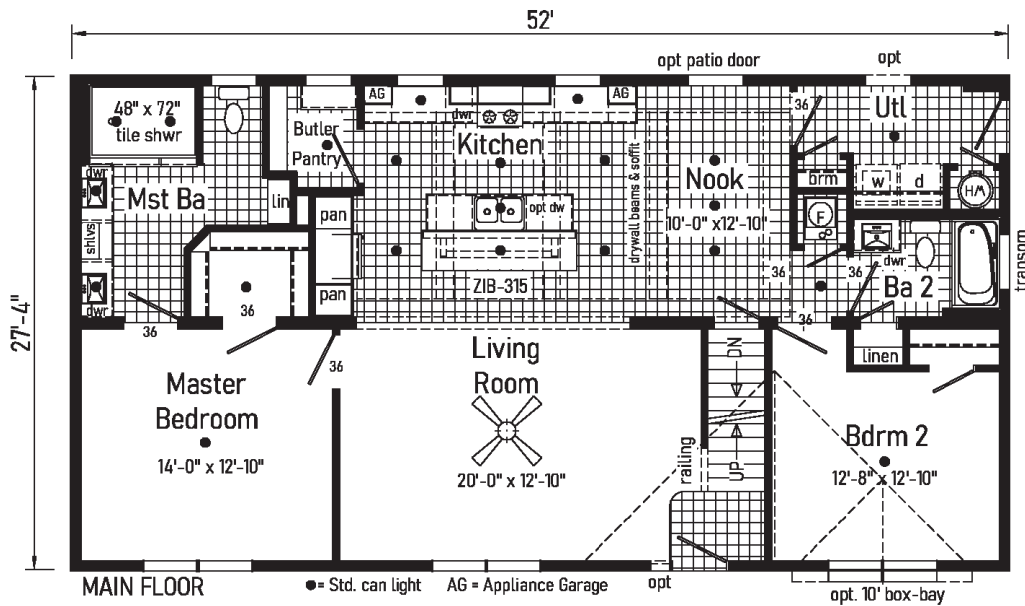 52'
27'-4"
opt patio door
opt
AG
AG
48" x 72"
tile shwr
dwr
Butler
Pantry
dwr
Kitchen
36
Utl
Mst Ba
lin
shlvs
dwr
pan
pan
opt dw
ZIB-315
drywall beams & soffit
Nook
10'-0" x12'-10"
brm
w
d
HW
F
dwr
Ba 2
transom
36
36
36
36
36
36
linen
Master
Bedroom
14'-0" x 12'-10"
Living
Room
20'-0" x 12'-10"
DN
UP
railing
Bdrm 2
12'-8" x 12'-10"
MAIN FLOOR
● = Std. can light
AG = Appliance Garage
opt
opt. 10' box-bay